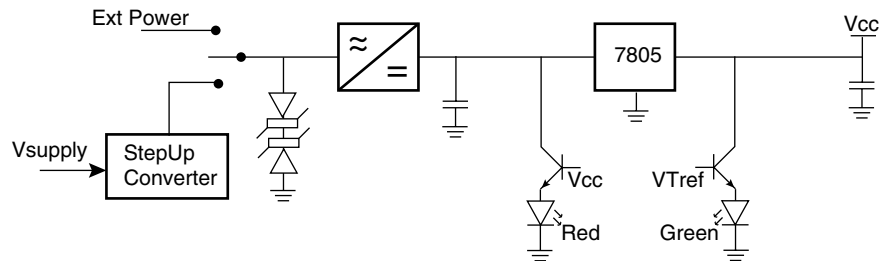 Ext Power
Vcc
7805
Vsupply
StepUp
Converter
Vcc
VTref
Red
Green